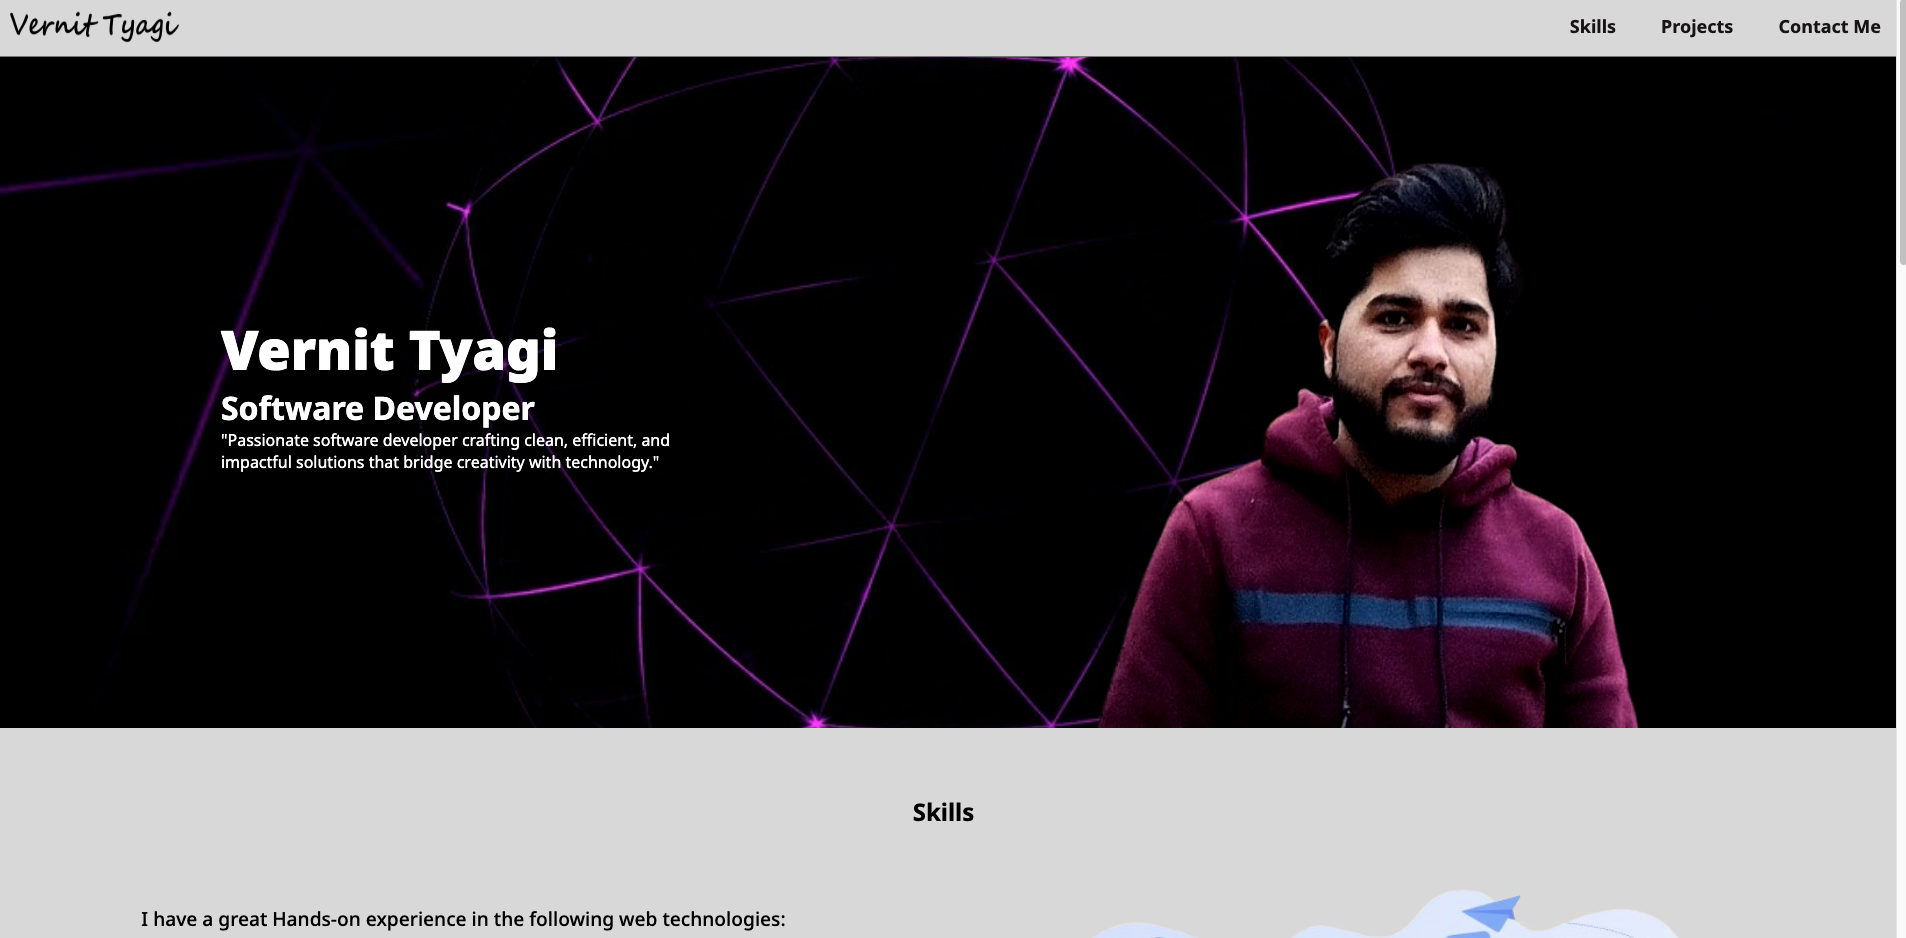 Vernit Tyagi
Skills
Projects
Contact Me
Vernit Tyagi
Software Developer
"Passionate software developer crafting clean, efficient, and
impactful solutions that bridge creativity with technology."
Skills
I have a great Hands-on experience in the following web technologies: